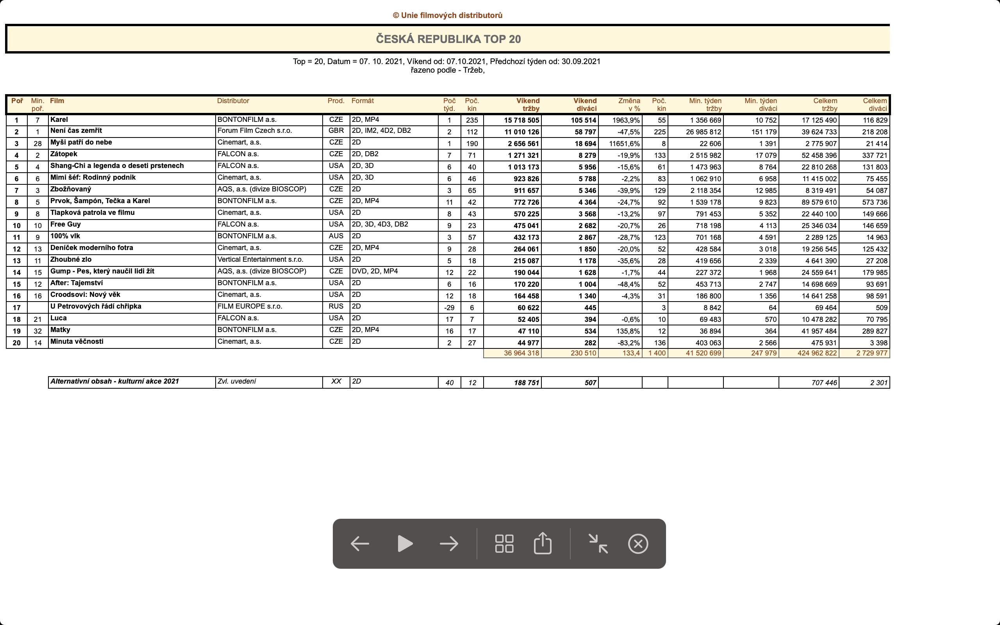 © Unie filmových distributorů
ČESKÁ REPUBLIKA TOP 20
Top = 20, Datum = 07. 10. 2021, Víkend od: 07.10.2021, Předchozí týden od: 30.09.2021
řazeno podle - Tržeb,
Poř Min. poř. Film Distributor Prod. Formát Poč týd. Poč. kin Víkend tržby Víkend diváci Změna v % Poč. kin Min. týden tržby Min. týden diváci Celkem tržby Celkem diváci
1 7 Karel BONTONFILM a.s. CZE 2D, MP4 1 235 15 718 505 105 514 1963,9% 55 1 356 669 10 752 17 125 490 116 829
2 1 Není čas zemřít Forum Film Czech s.r.o. GBR 2D, IM2, 4D2, DB2 2 112 11 010 126 58 797 -47,5% 225 26 985 812 151 179 39 624 733 218 208
3 28 Myši patří do nebe Cinemart, a.s. CZE 2D 1 190 2 656 561 18 694 11651,6% 8 22 606 1 391 2 775 907 21 414
4 2 Zátopek FALCON a.s. CZE 2D, DB2 7 71 1 271 321 8 279 -19,9% 133 2 515 982 17 079 52 458 396 337 721
5 4 Shang-Chi a legenda o deseti prstenech FALCON a.s. USA 2D, 3D 6 40 1 013 173 5 956 -15,6% 61 1 473 963 8 764 22 810 268 131 803
6 6 Mimi šéf: Rodinný podnik Cinemart, a.s. USA 2D, 3D 6 46 923 826 5 788 -2,2% 83 1 062 910 6 958 11 415 002 75 455
7 3 Zbožňovaný AQS, a.s. (divize BIOSCOP) CZE 2D 3 65 911 657 5 346 -39,9% 129 2 118 354 12 985 8 319 491 54 087
8 5 Prvok, Šampón, Tečka a Karel BONTONFILM a.s. CZE 2D, MP4 11 42 772 726 4 364 -24,7% 92 1 539 178 9 823 89 579 610 573 736
9 8 Tlapková patrola ve filmu Cinemart, a.s. USA 2D 8 43 570 225 3 568 -13,2% 97 791 453 5 352 22 440 100 149 666
10 10 Free Guy FALCON a.s. USA 2D, 3D, 4D3, DB2 9 23 475 041 2 682 -20,7% 26 718 198 4 113 25 346 034 146 659
11 9 100% vlk BONTONFILM a.s. AUS 2D 3 57 432 173 2 867 -28,7% 123 701 168 4 591 2 289 125 14 963
12 13 Deníček moderního fotra Cinemart, a.s. CZE 2D, MP4 9 28 264 061 1 850 -20,0% 52 428 584 3 018 19 256 545 125 432
13 11 Zhoubné zlo Vertical Entertainment s.r.o. USA 2D 5 18 215 087 1 178 -35,6% 28 419 656 2 339 4 641 390 27 208
14 15 Gump - Pes, který naučil lidi žít AQS, a.s. (divize BIOSCOP) CZE DVD, 2D, MP4 12 22 190 044 1 628 -1,7% 44 227 372 1 968 24 559 641 179 985
15 12 After: Tajemství BONTONFILM a.s. USA 2D 6 16 170 220 1 004 -48,4% 52 453 713 2 747 14 698 669 93 691
16 16 Croodsovi: Nový věk Cinemart, a.s. USA 2D 12 18 164 458 1 340 -4,3% 31 186 800 1 356 14 641 258 98 591
17 U Petrovových řádí chřipka FILM EUROPE s.r.o. RUS 2D -29 6 60 622 445 3 8 842 64 69 464 509
18 21 Luca FALCON a.s. USA 2D 17 7 52 405 394 -0,6% 10 69 483 570 10 478 282 70 795
19 32 Matky BONTONFILM a.s. CZE 2D, MP4 16 17 47 110 534 135,8% 12 36 894 364 41 957 484 289 827
20 14 Minuta věčnosti Cinemart, a.s. CZE 2D 2 27 44 977 282 -83,2% 136 403 063 2 566 475 931 3 398
36 964 318 230 510 133,4 1 400 41 520 699 247 979 424 962 822 2 729 977
Alternativní obsah - kulturní akce 2021 Zvl. uvedení XX 2D 40 12 188 751 507 707 446 2 301